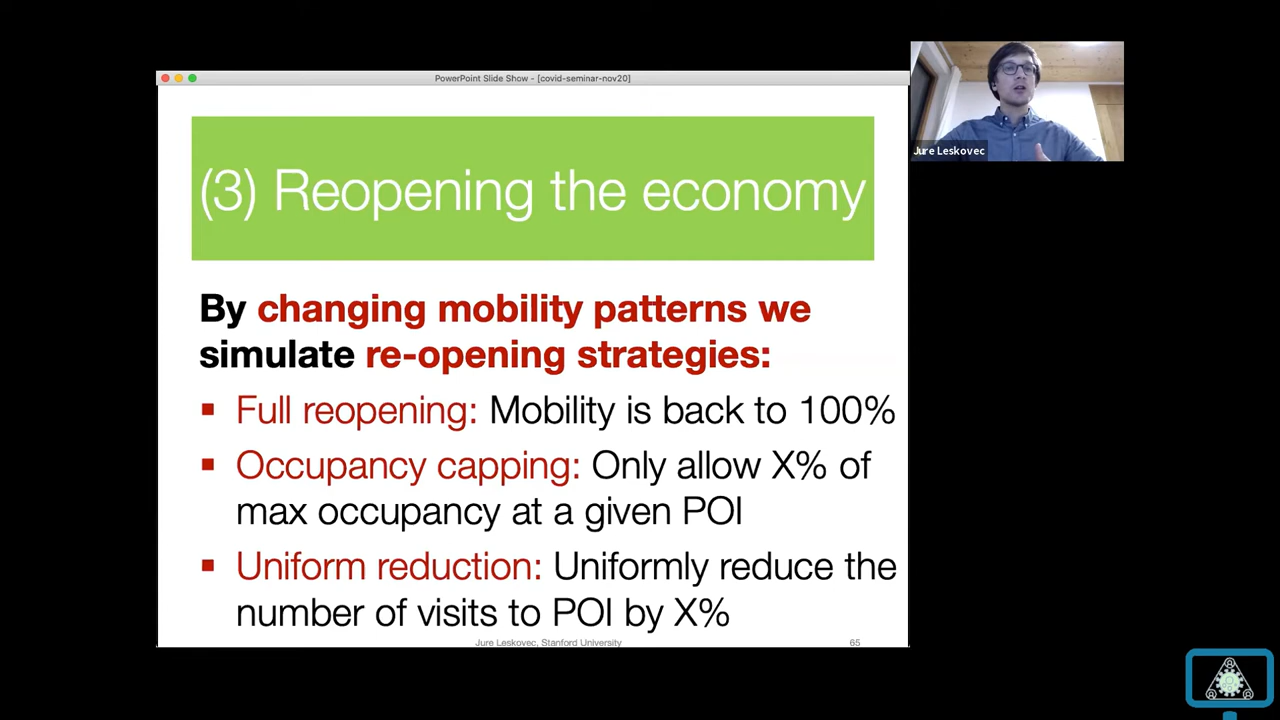 PowerPoint Slide Show - [covid-seminar-nov20]
Jure Leskovec
(3) Reopening the economy
By changing mobility patterns we
simulate re-opening strategies:
▪ Full reopening: Mobility is back to 100%
▪ Occupancy capping: Only allow X% of
max occupancy at a given POI
▪ Uniform reduction: Uniformly reduce the
number of visits to POI by X%
Jure Leskovec, Stanford University 65